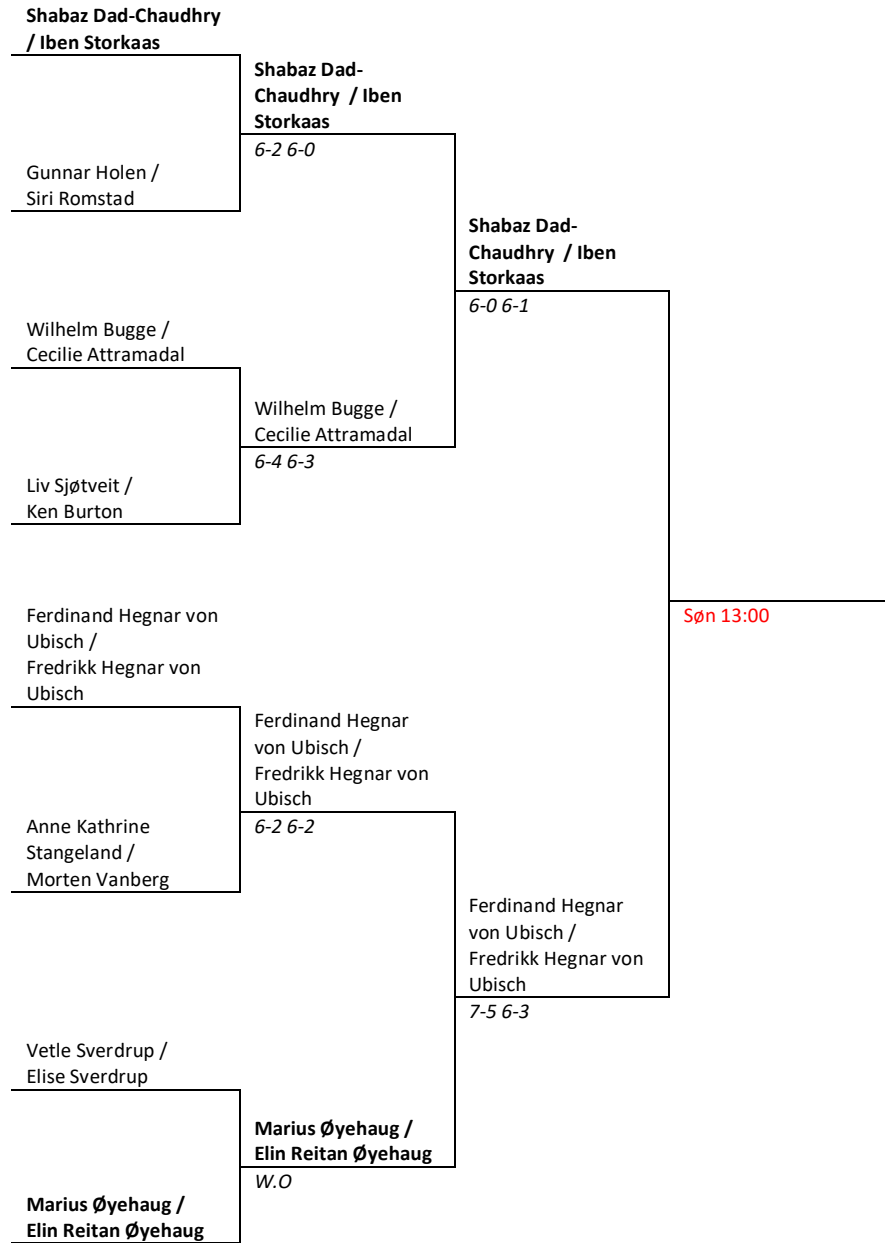 Shabaz Dad-Chaudhry
/ Iben Storkaas
Shabaz Dad-
Chaudhry / Iben
Storkaas
6-2 6-0
Gunnar Holen /
Siri Romstad
Shabaz Dad-
Chaudhry / Iben
Storkaas
6-0 6-1
Wilhelm Bugge /
Cecilie Attramadal
Wilhelm Bugge /
Cecilie Attramadal
6-4 6-3
Liv Sjøtveit /
Ken Burton
Søn 13:00
Ferdinand Hegnar von
Ubisch /
Fredrikk Hegnar von
Ubisch
Ferdinand Hegnar
von Ubisch /
Fredrikk Hegnar von
Ubisch
6-2 6-2
Anne Kathrine
Stangeland /
Morten Vanberg
Ferdinand Hegnar
von Ubisch /
Fredrikk Hegnar von
Ubisch
7-5 6-3
Vetle Sverdrup /
Elise Sverdrup
Marius Øyehaug /
Elin Reitan Øyehaug
W.O
Marius Øyehaug /
Elin Reitan Øyehaug